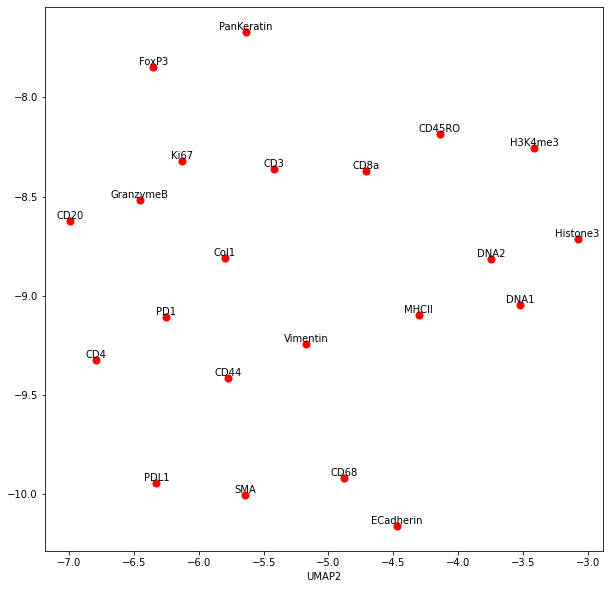 PanKeratin
FoxP3
−8.0
CD45RO
H3K4me3
Ki67
CD3
CD8a
−8.5
GranzymeB
CD20
Histone3
Col1
DNA2
−9.0
DNA1
MHCII
PD1
Vimentin
CD4
CD44
−9.5
CD68
PDL1
SMA
−10.0
ECadherin
−7.0 −6.5 −6.0 −5.5 −5.0 −4.5 −4.0 −3.5 −3.0
UMAP2